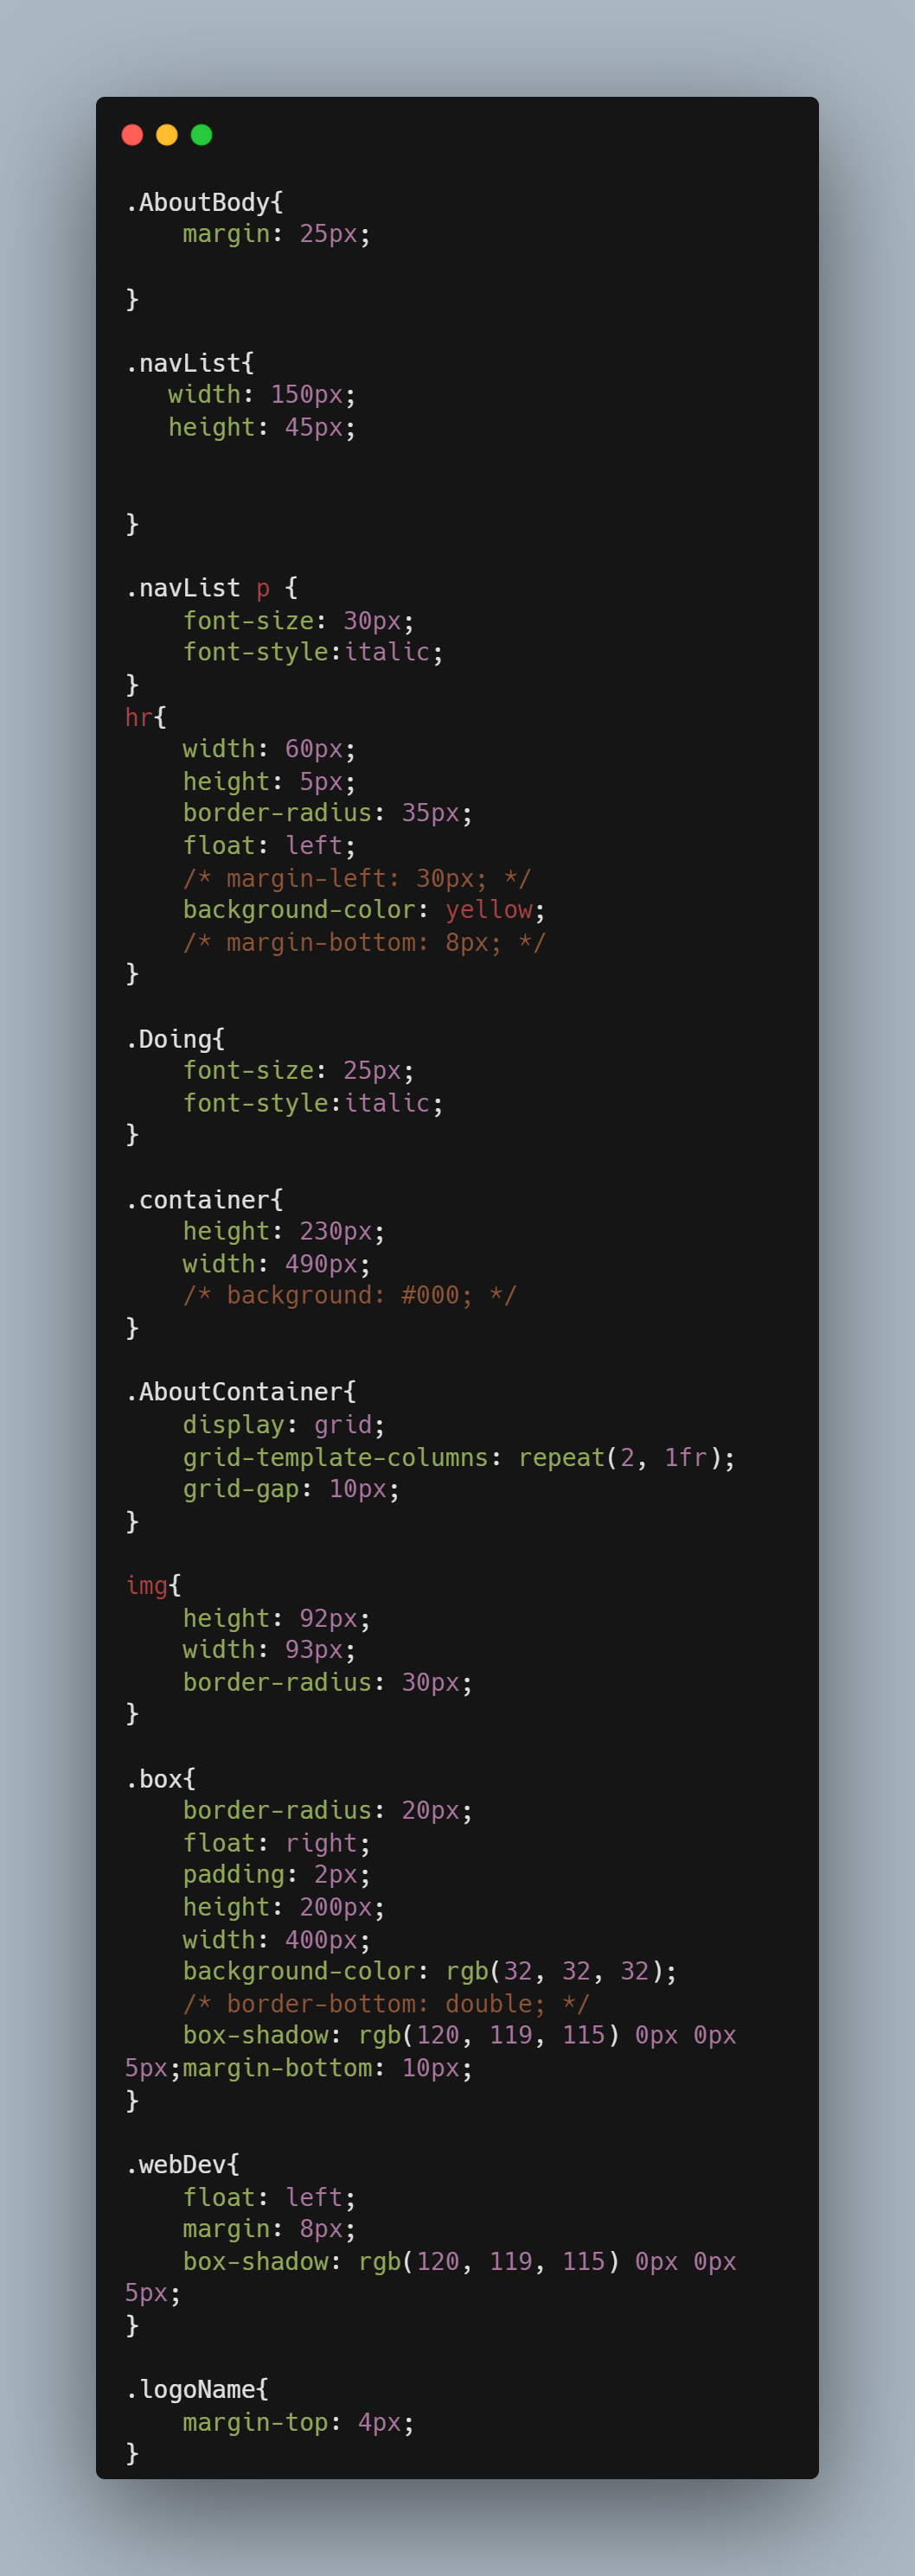 .AboutBody{
    margin: 25px;

}

.navList{
   width: 150px;
   height: 45px;


}

.navList p {
    font-size: 30px;
    font-style:italic;
}
hr{
    width: 60px;
    height: 5px;
    border-radius: 35px;
    float: left;
    /* margin-left: 30px; */
    background-color: yellow;
    /* margin-bottom: 8px; */
}

.Doing{
    font-size: 25px;
    font-style:italic;
}

.container{
    height: 230px;
    width: 490px;
    /* background: #000; */
}

.AboutContainer{
    display: grid;
    grid-template-columns: repeat(2, 1fr);
    grid-gap: 10px;
}

img{
    height: 92px;
    width: 93px;
    border-radius: 30px;
}

.box{
    border-radius: 20px;
    float: right;
    padding: 2px;
    height: 200px;
    width: 400px;
    background-color: rgb(32, 32, 32);
    /* border-bottom: double; */
    box-shadow: rgb(120, 119, 115) 0px 0px
5px;margin-bottom: 10px;
}

.webDev{
    float: left;
    margin: 8px;
    box-shadow: rgb(120, 119, 115) 0px 0px
5px;
}

.logoName{
    margin-top: 4px;
}